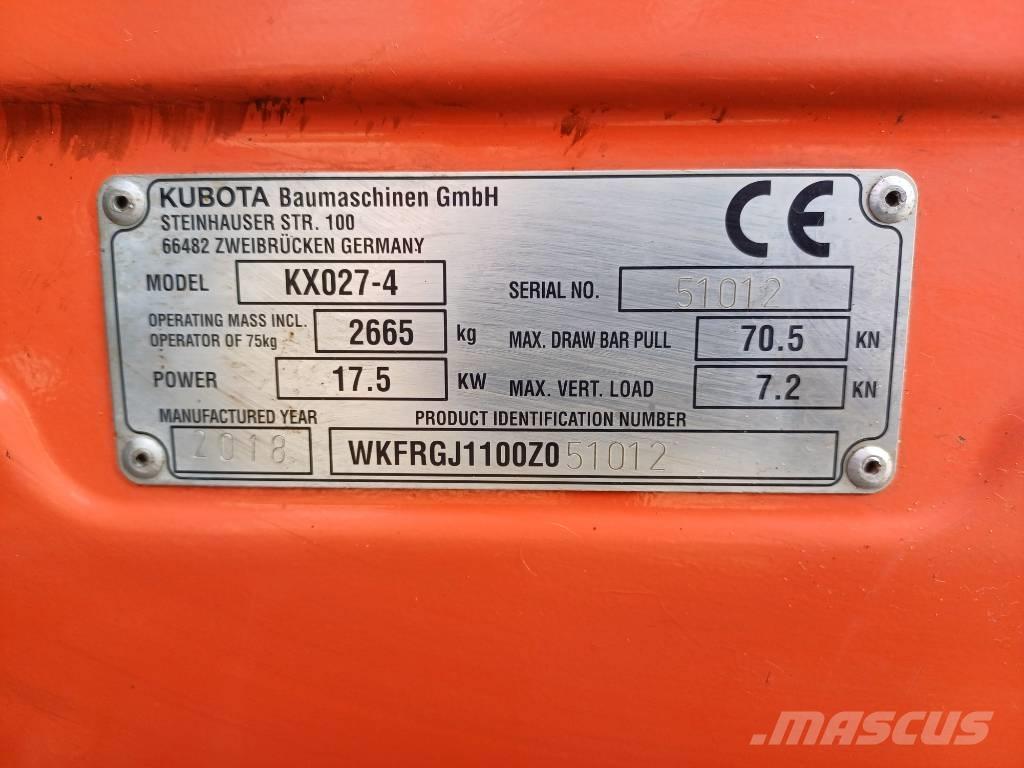 KUBOTA Baumaschinen GmbH
STEINHAUSER STR. 100
66482 ZWEIBRÜCKEN GERMANY
CE
MODEL KX027-4
SERIAL NO. 51012
OPERATING MASS INCL.
OPERATOR OF 75kg 2665 kg
MAX. DRAW BAR PULL 70.5 KN
POWER 17.5 KW
MAX. VERT. LOAD 7.2 KN
MANUFACTURED YEAR
2018
PRODUCT IDENTIFICATION NUMBER
WKFRGJ1100Z051012
MASCUS